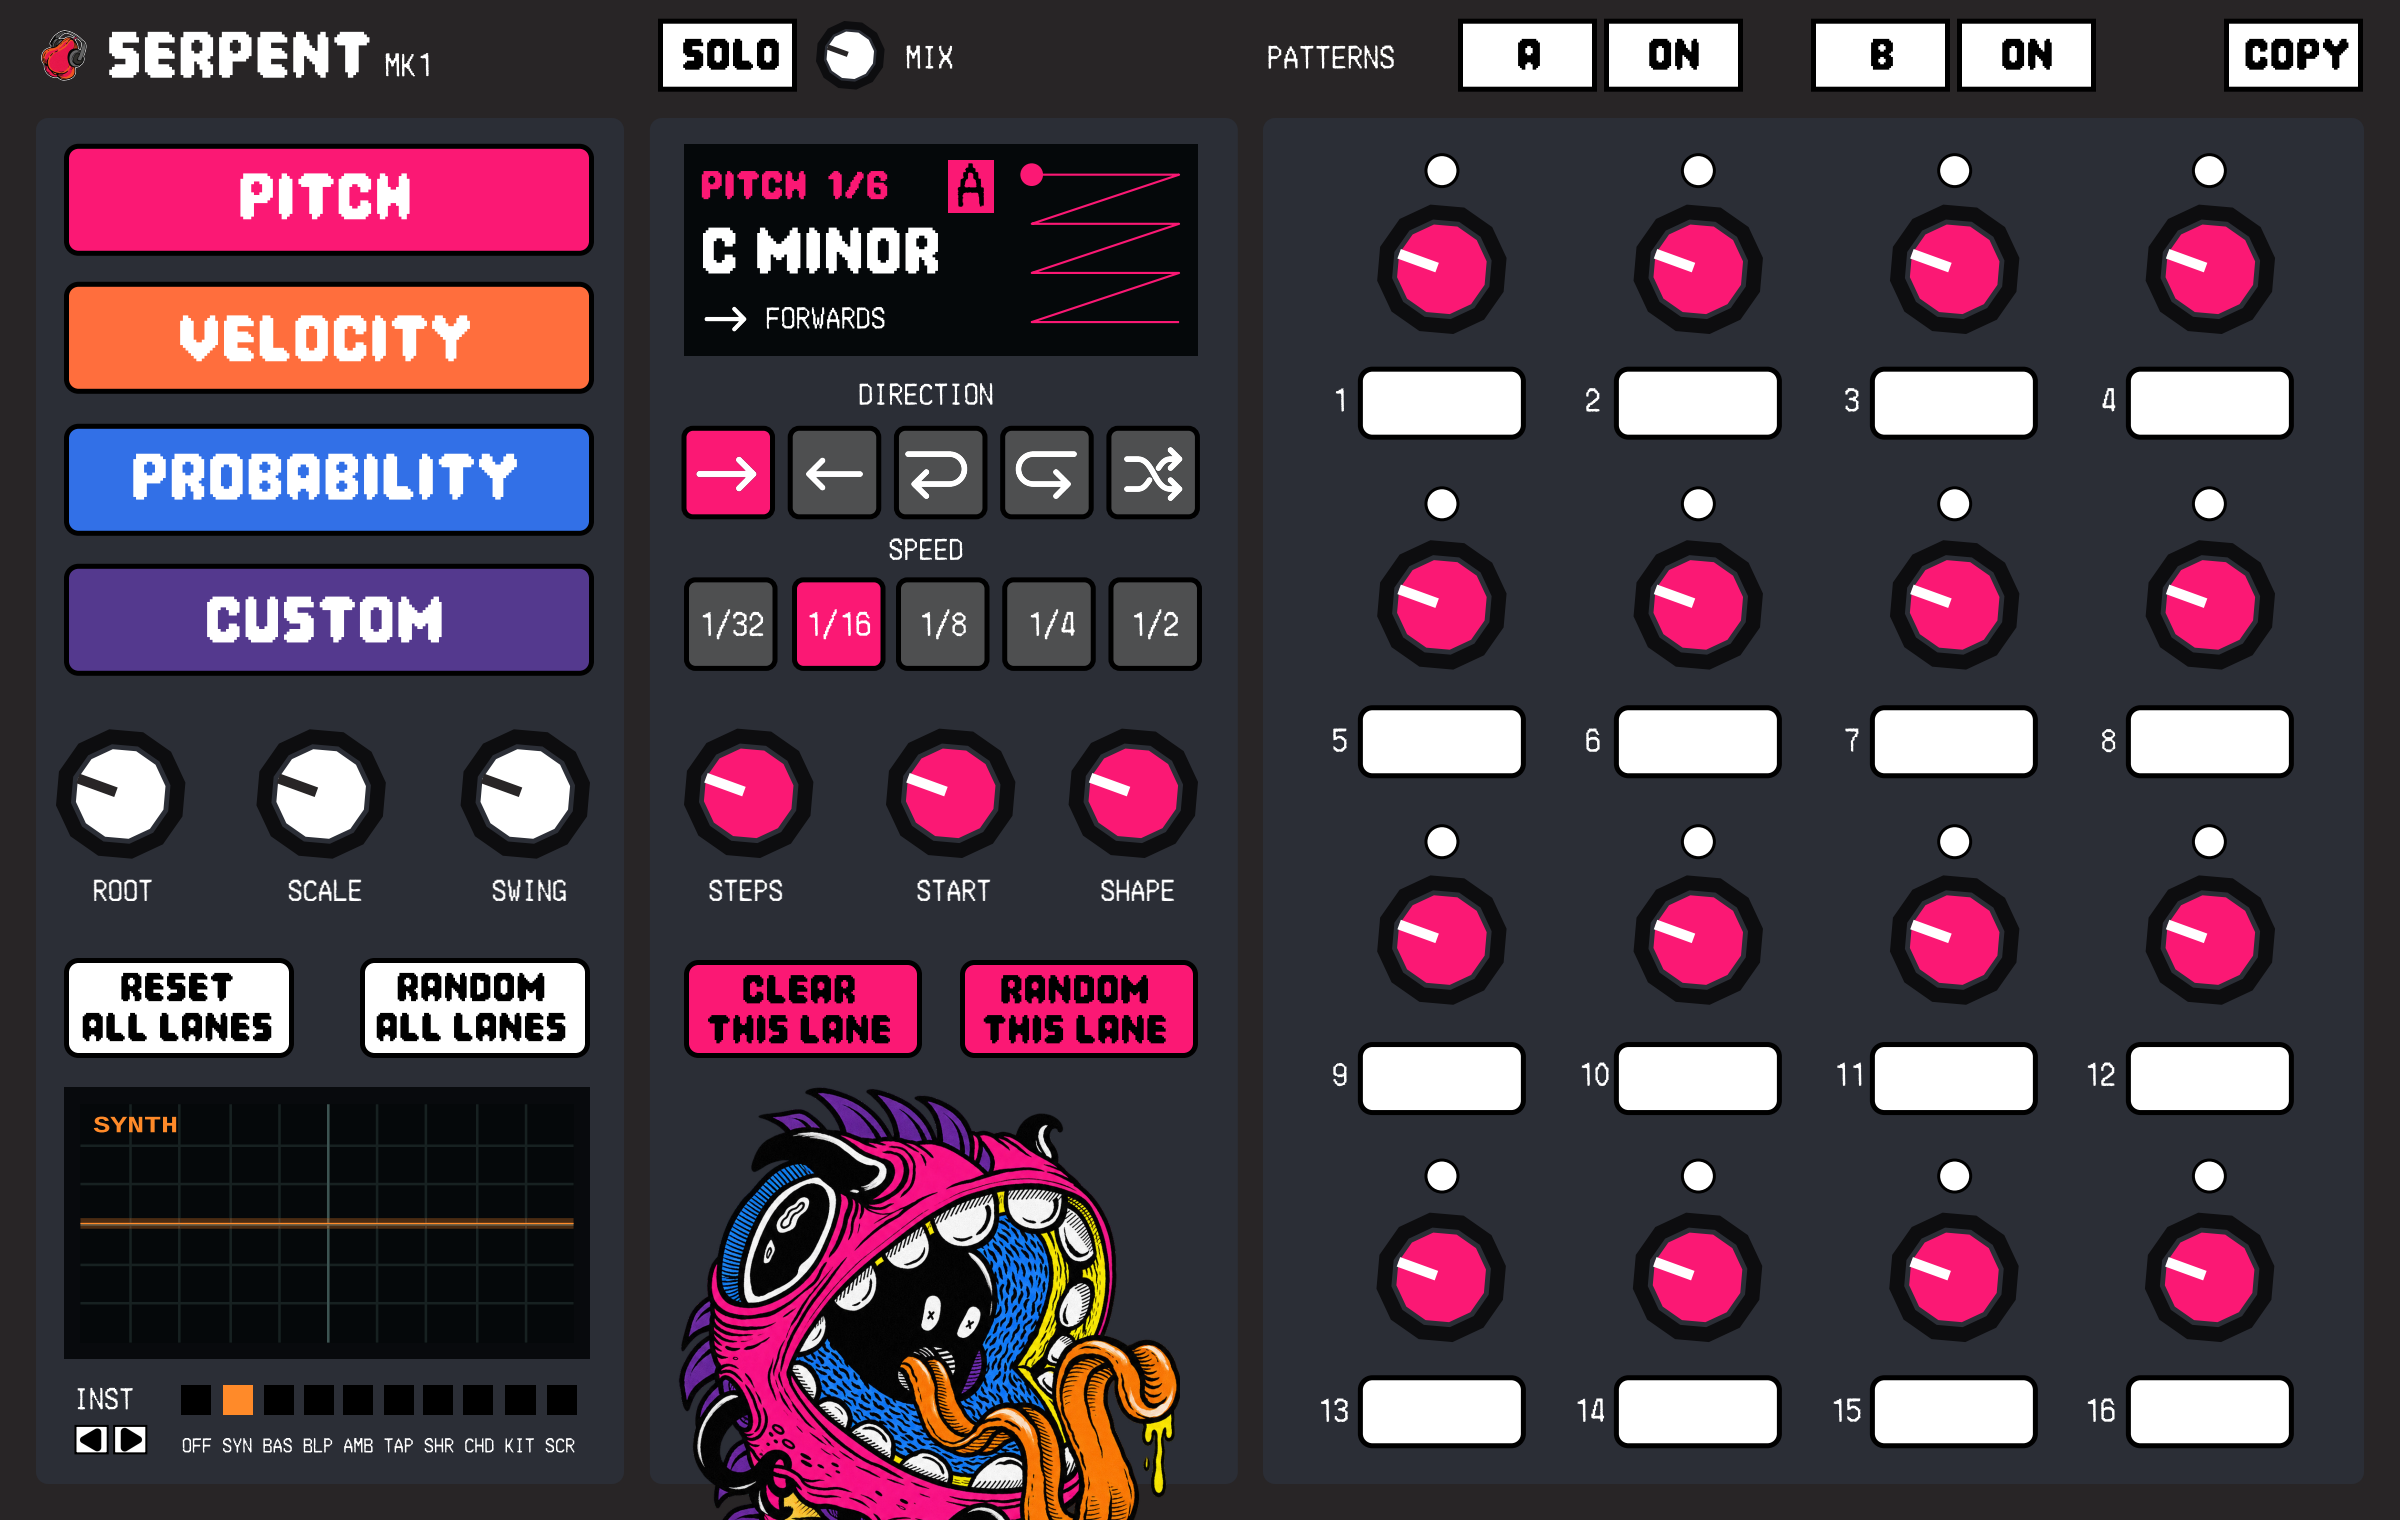 SERPENT MK1
SOLO MIX
PATTERNS A ON B ON COPY
PITCH
VELOCITY
PROBABILITY
CUSTOM
ROOT SCALE SWING
RESET
ALL LANES
RANDOM
ALL LANES
SYNTH
INST
OFF SYN BAS BLP AMB TAP SHR CHD KIT SCR
PITCH 1/6 A
C MINOR
→ FORWARDS
DIRECTION
SPEED
1/32 1/16 1/8 1/4 1/2
STEPS START SHAPE
CLEAR
THIS LANE
RANDOM
THIS LANE
1 2 3 4
5 6 7 8
9 10 11 12
13 14 15 16